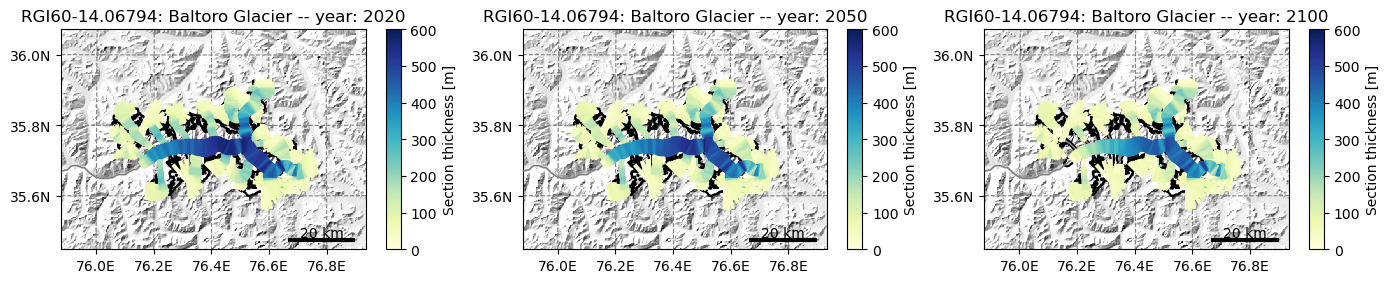 RGI60-14.06794: Baltoro Glacier -- year: 2020
36.0N
35.8N
35.6N
76.0E 76.2E 76.4E 76.6E 76.8E
20 km
600
500
400
300
200
100
0
Section thickness [m]
RGI60-14.06794: Baltoro Glacier -- year: 2050
36.0N
35.8N
35.6N
76.0E 76.2E 76.4E 76.6E 76.8E
20 km
600
500
400
300
200
100
0
Section thickness [m]
RGI60-14.06794: Baltoro Glacier -- year: 2100
36.0N
35.8N
35.6N
76.0E 76.2E 76.4E 76.6E 76.8E
20 km
600
500
400
300
200
100
0
Section thickness [m]